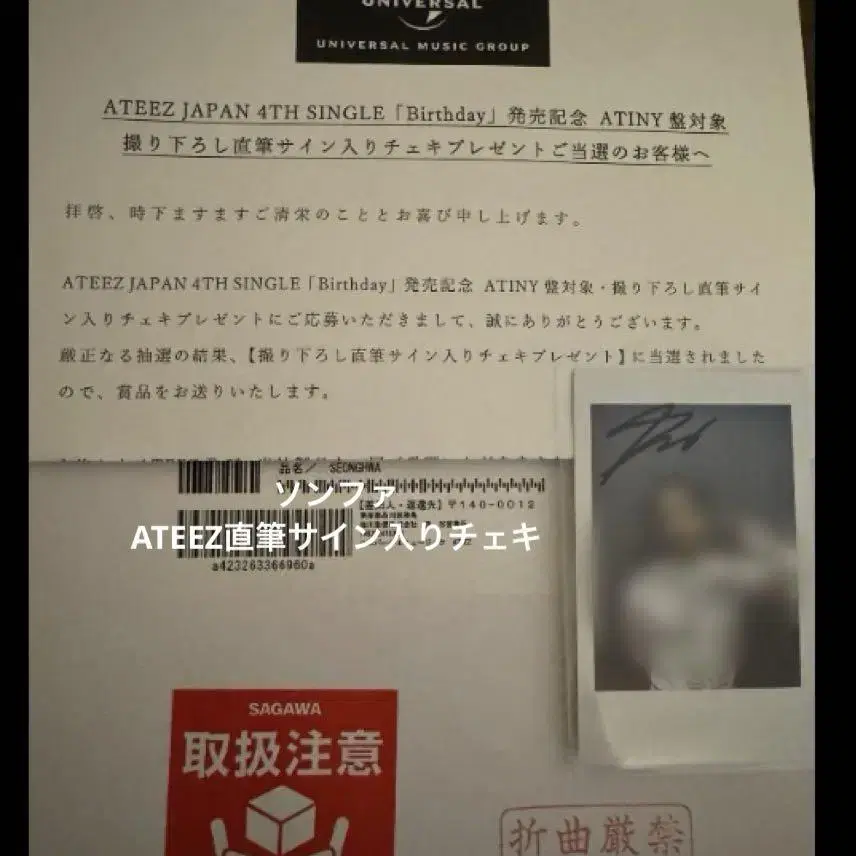 UNIVERSAL
UNIVERSAL MUSIC GROUP
ATEEZ JAPAN 4TH SINGLE「Birthday」発売記念 ATINY 盤対象
撮り下ろし直筆サイン入りチェキプレゼントご当選のお客様へ
拝啓、時下ますますご清栄のこととお喜び申し上げます。
ATEEZ JAPAN 4TH SINGLE「Birthday」発売記念 ATINY 盤対象・撮り下ろし直筆サイ
ン入りチェキプレゼントにご応募いただきまして、誠にありがとうございます。
厳正なる抽選の結果、【撮り下ろし直筆サイン入りチェキプレゼント】に当選されました
ので、賞品をお送りいたします。
品名／ SEONGHWA
ソンファ
・返還先】〒140-0012
ATEEZ直筆サイン入りチェキ
a423263366960a
SAGAWA
取扱注意
折曲厳禁